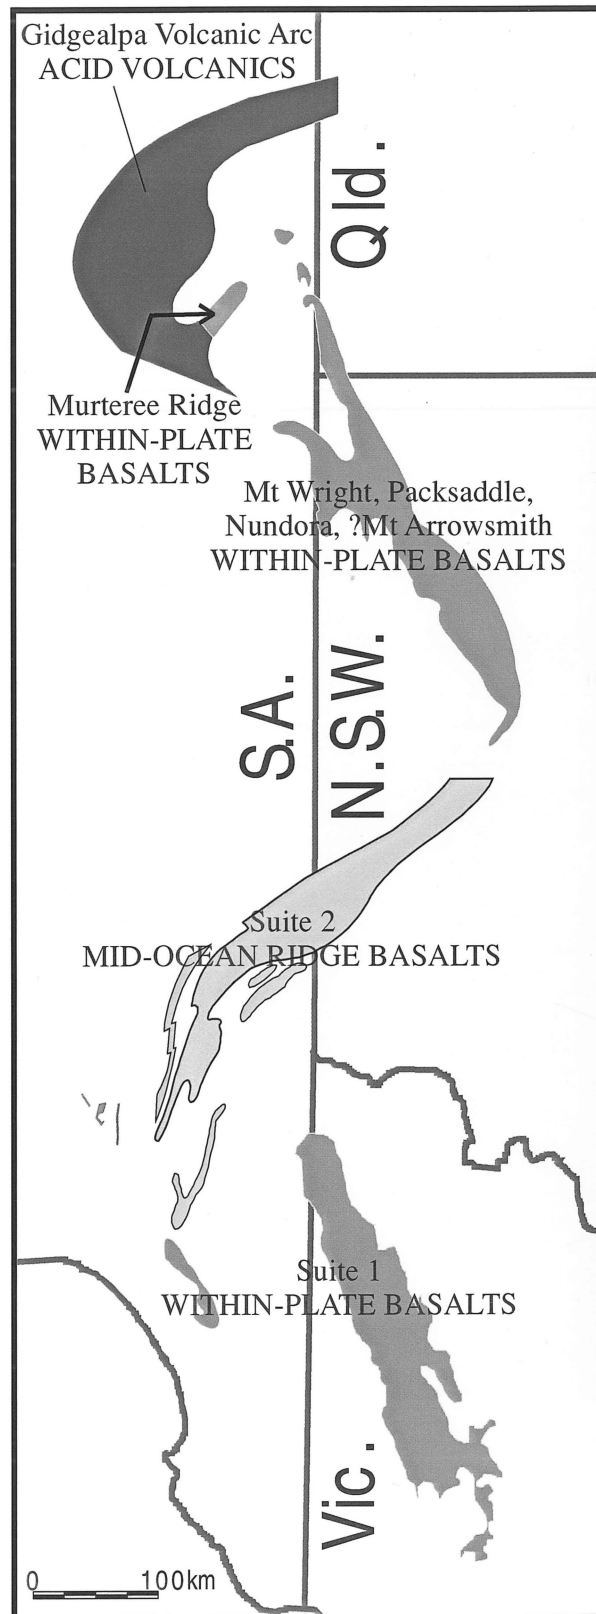 Gidgealpa Volcanic Arc
ACID VOLCANICS
Qld.
Murteree Ridge
WITHIN-PLATE
BASALTS
Mt Wright, Packsaddle,
Nundora, ?Mt Arrowsmith
WITHIN-PLATE BASALTS
S.A.
N.S.W.
Suite 2
MID-OCEAN RIDGE BASALTS
Suite 1
WITHIN-PLATE BASALTS
Vic.
0 100km